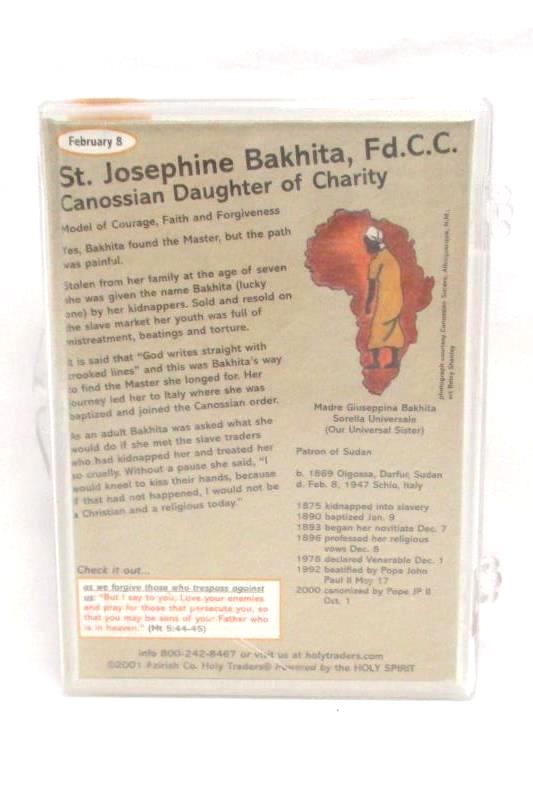 February 8
St. Josephine Bakhita, Fd.C.C.
Canossian Daughter of Charity
Model of Courage, Faith and Forgiveness
Yes, Bakhita found the Master, but the path
was painful.
Stolen from her family at the age of seven
she was given the name Bakhita (lucky
one) by her kidnappers. Sold and resold on
the slave market her youth was full of
mistreatment, beatings and torture.
It is said that "God writes straight with
crooked lines" and this was Bakhita's way
to find the Master she longed for. Her
journey led her to Italy where she was
baptized and joined the Canossian order.
As an adult Bakhita was asked what she
would do if she met the slave traders
who had kidnapped her and treated her
so cruelly. Without a pause she said, "I
would kneel to kiss their hands, because
if that had not happened, I would not be
a Christian and a religious today."
Check it out...
as we forgive those who trespass against
us: "But I say to you, Love your enemies
and pray for those that persecute you, so
that you may be sons of your Father who
is in heaven." (Mt 5:44-45)
photograph courtesy Canossian Sisters, Albuquerque, N.M.
art Betsy Shanley
Madre Giuseppina Bakhita
Sorella Universale
(Our Universal Sister)
Patron of Sudan
b. 1869 Olgossa, Darfur, Sudan
d. Feb. 8, 1947 Schio, Italy
1875 kidnapped into slavery
1890 baptized Jan. 9
1893 began her novitiate Dec. 7
1896 professed her religious
vows Dec. 8
1978 declared Venerable Dec. 1
1992 beatified by Pope John
Paul II May 17
2000 canonized by Pope JP II
Oct. 1
info 800-242-8467 or visit us at holytraders.com
©2001 Azirish Co. Holy Traders® Powered by the HOLY SPIRIT